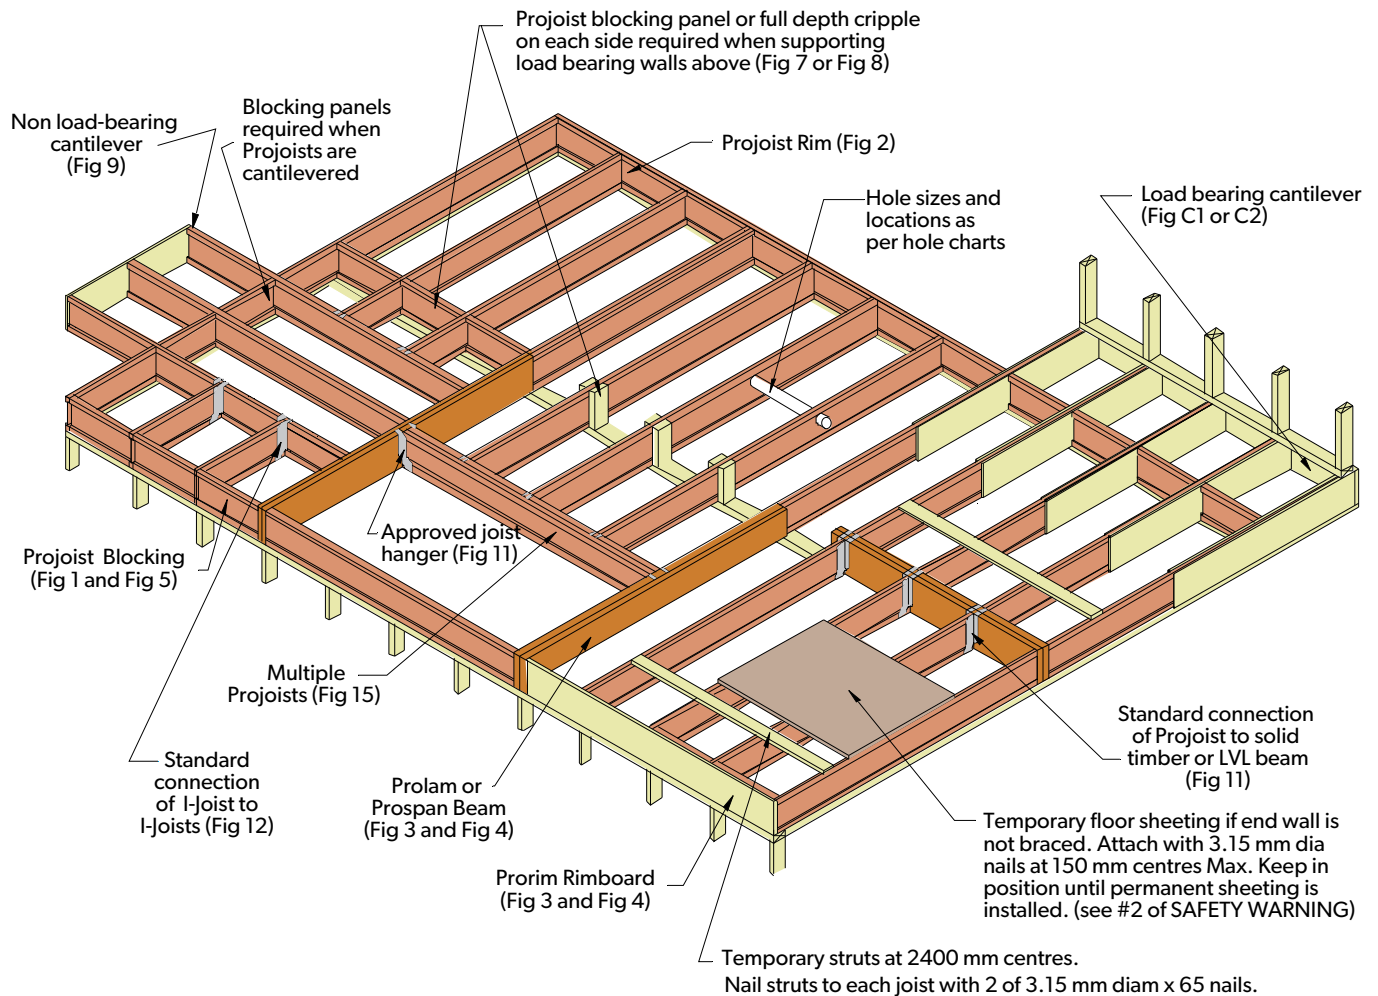 Projoist blocking panel or full depth cripple
on each side required when supporting
load bearing walls above (Fig 7 or Fig 8)
Non load-bearing
cantilever
(Fig 9)
Blocking panels
required when
Projoists are
cantilevered
Projoist Rim (Fig 2)
Hole sizes and
locations as
per hole charts
Load bearing cantilever
(Fig C1 or C2)
Projoist Blocking
(Fig 1 and Fig 5)
Approved joist
hanger (Fig 11)
Multiple
Projoists (Fig 15)
Standard
connection
of I-Joist to
I-Joists (Fig 12)
Prolam or
Prospan Beam
(Fig 3 and Fig 4)
Prorim Rimboard
(Fig 3 and Fig 4)
Standard connection
of Projoist to solid
timber or LVL beam
(Fig 11)
Temporary floor sheeting if end wall is
not braced. Attach with 3.15 mm dia
nails at 150 mm centres Max. Keep in
position until permanent sheeting is
installed. (see #2 of SAFETY WARNING)
Temporary struts at 2400 mm centres.
Nail struts to each joist with 2 of 3.15 mm diam x 65 nails.